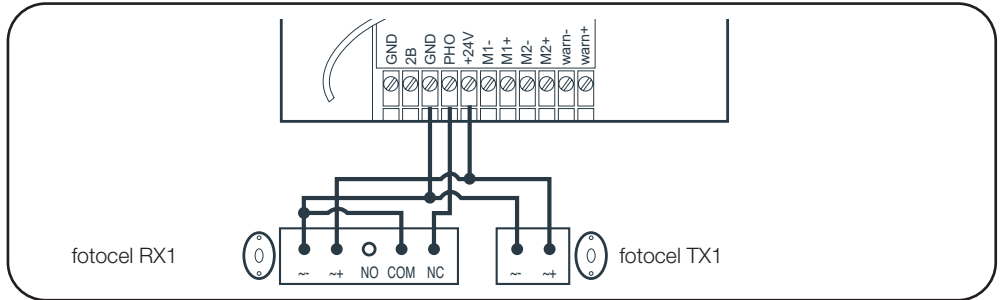 GND 2B GND PHO +24V M1- M1+ M2- M2+ warn- warn+
fotocel RX1
~- ~+ NO COM NC
~- ~+
fotocel TX1